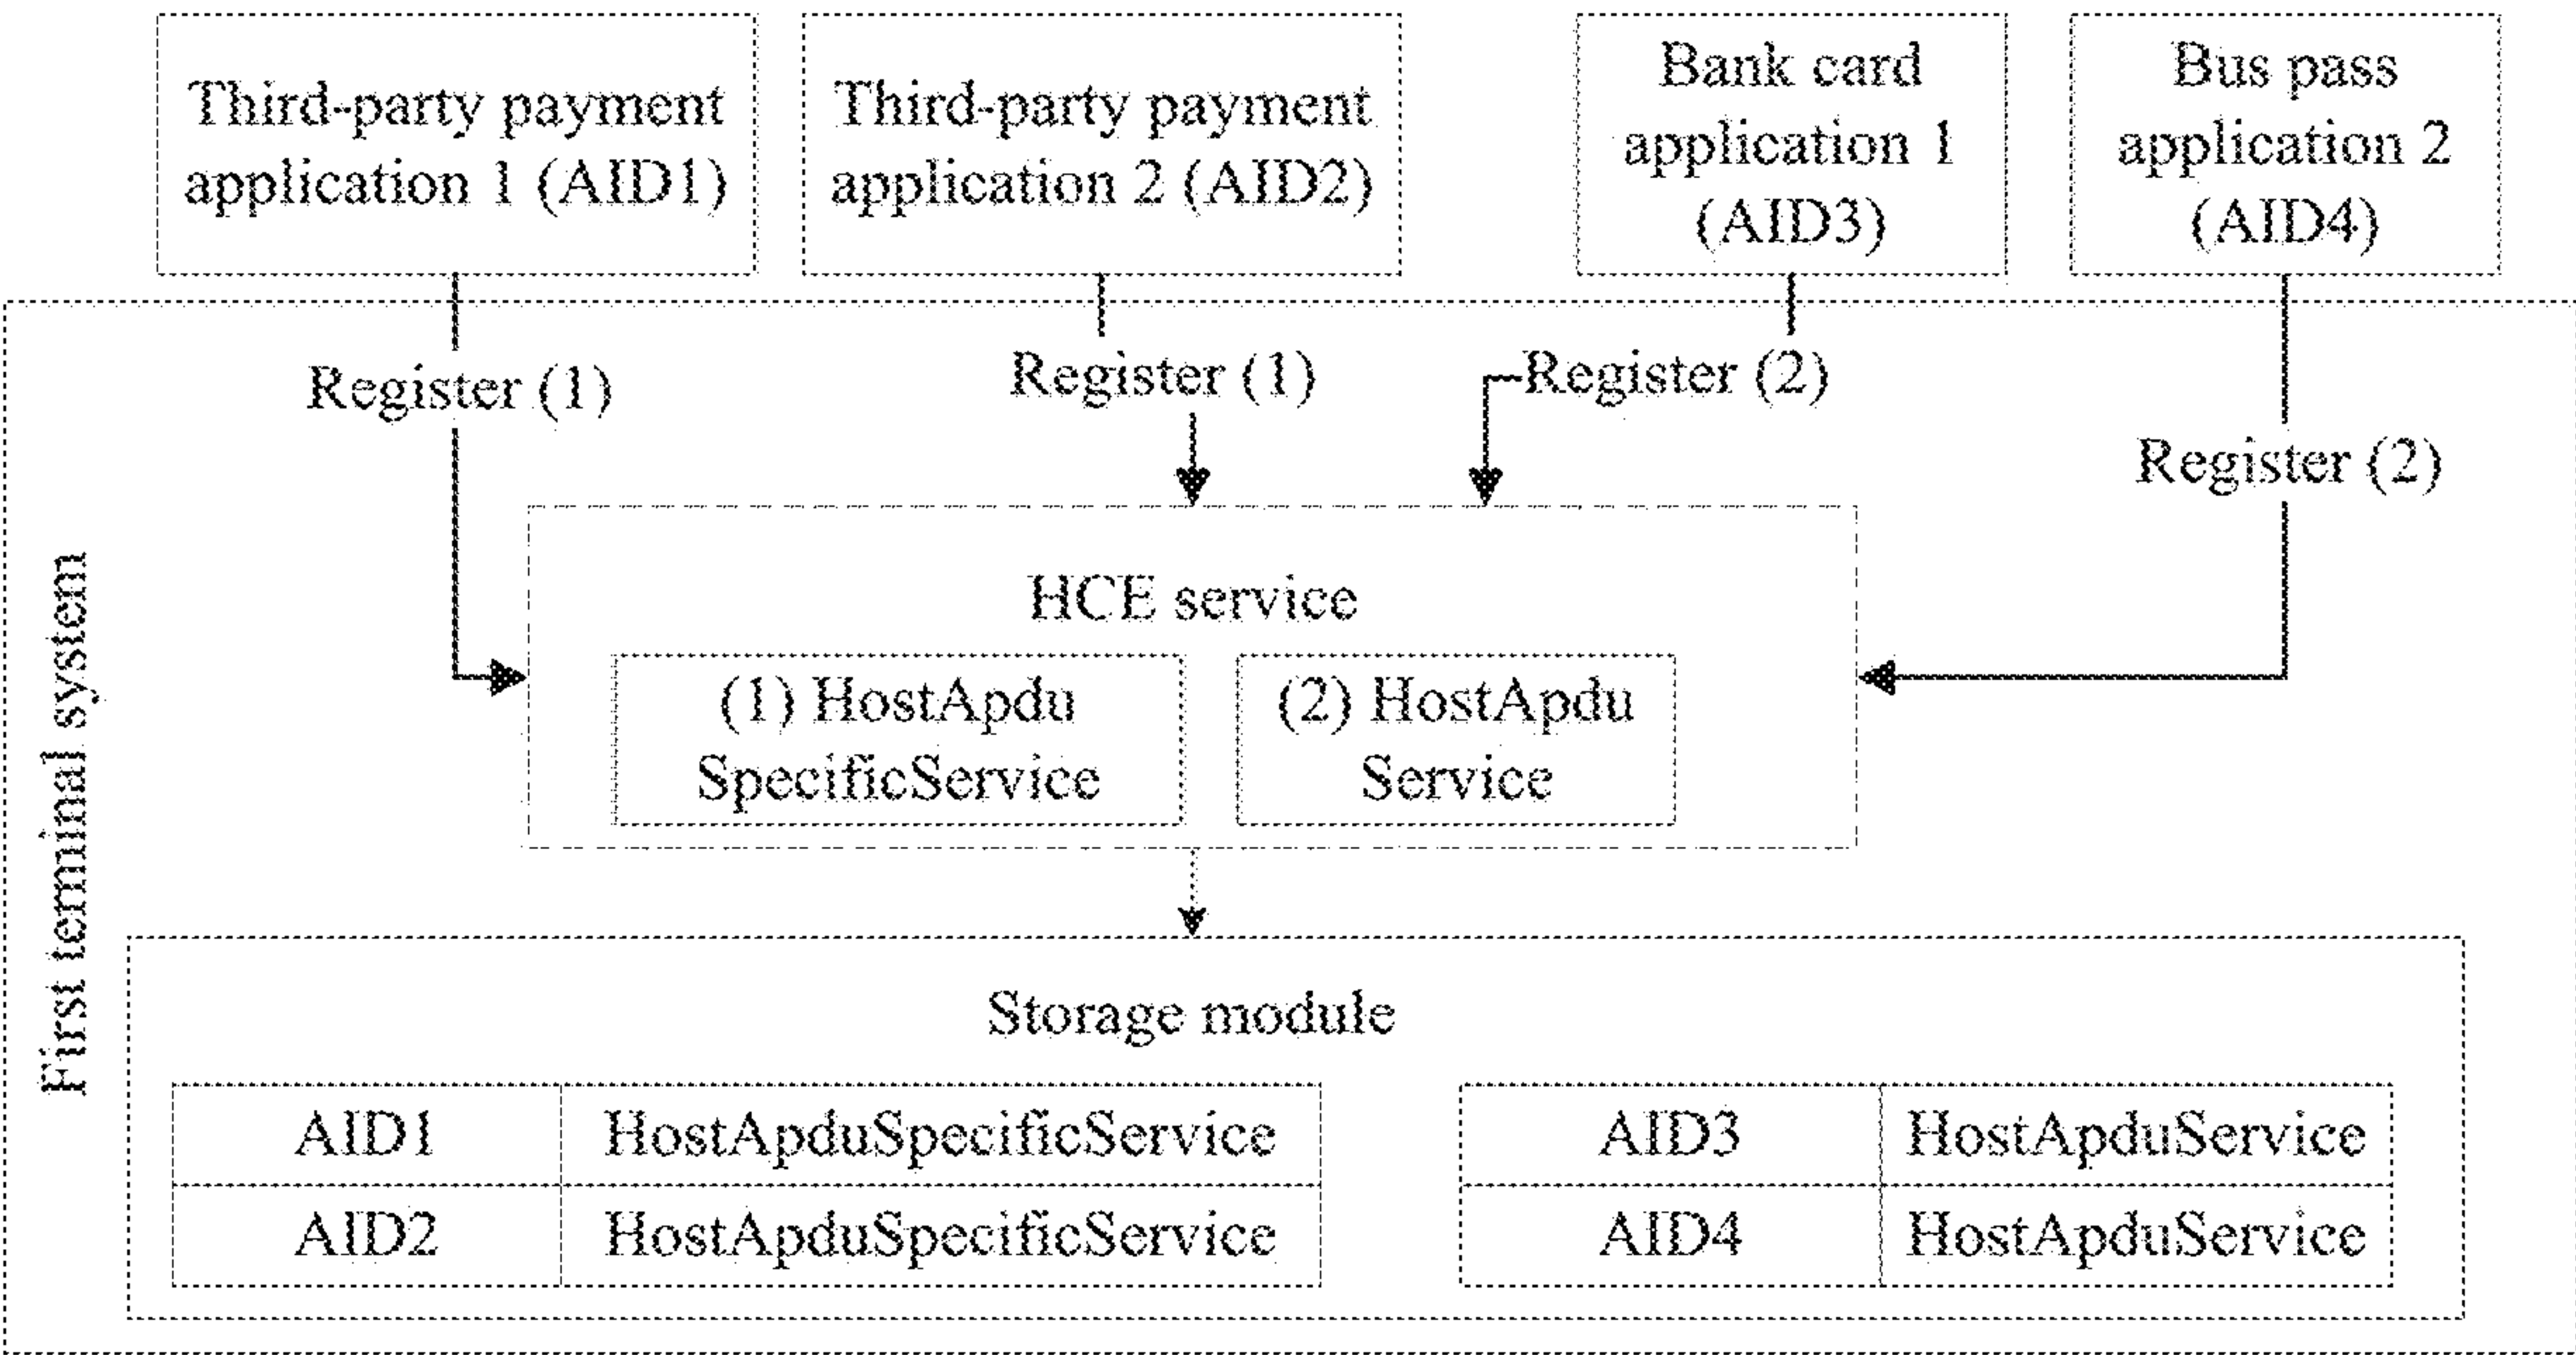 Third-party payment
application 1 (AID1)
Third-party payment
application 2 (AID2)
Bank card
application 1
(AID3)
Bus pass
application 2
(AID4)
Register (1)
Register (1)
Register (2)
Register (2)
First terminal system
HCE service
(1) HostApdu
SpecificService
(2) HostApdu
Service
Storage module
AID1 HostApduSpecificService
AID2 HostApduSpecificService
AID3 HostApduService
AID4 HostApduService